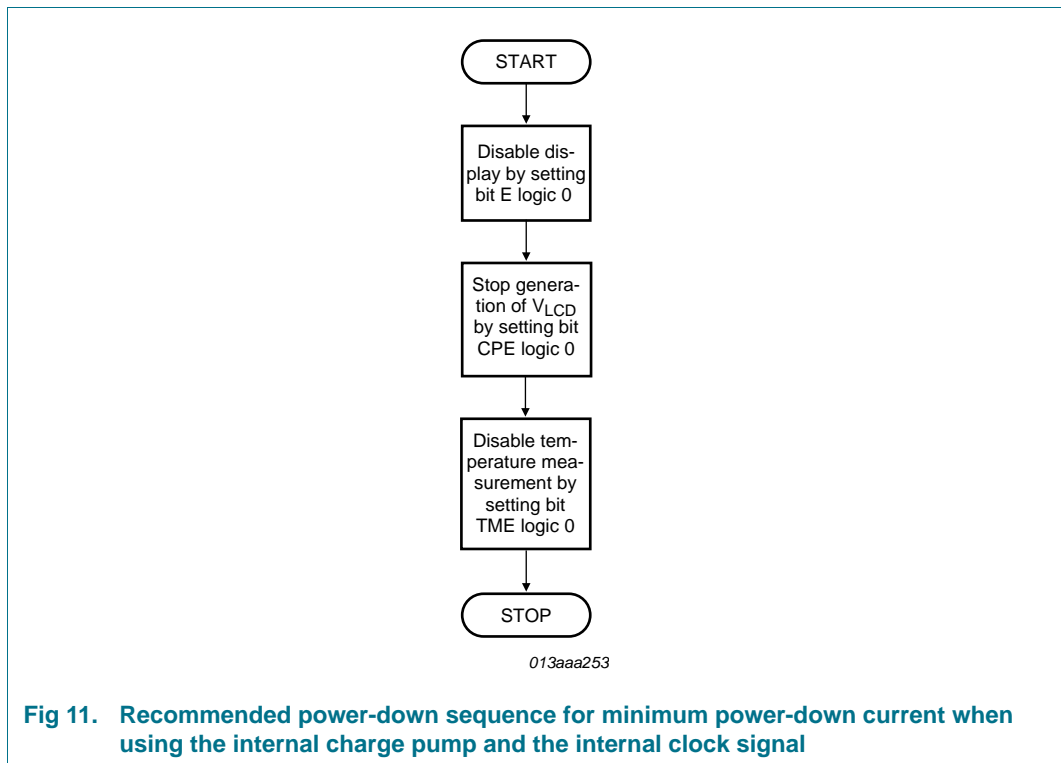 START
Disable dis-
play by setting
bit E logic 0
Stop genera-
tion of VLCD
by setting bit
CPE logic 0
Disable tem-
perature mea-
surement by
setting bit
TME logic 0
STOP
013aaa253
Fig 11. Recommended power-down sequence for minimum power-down current when
using the internal charge pump and the internal clock signal